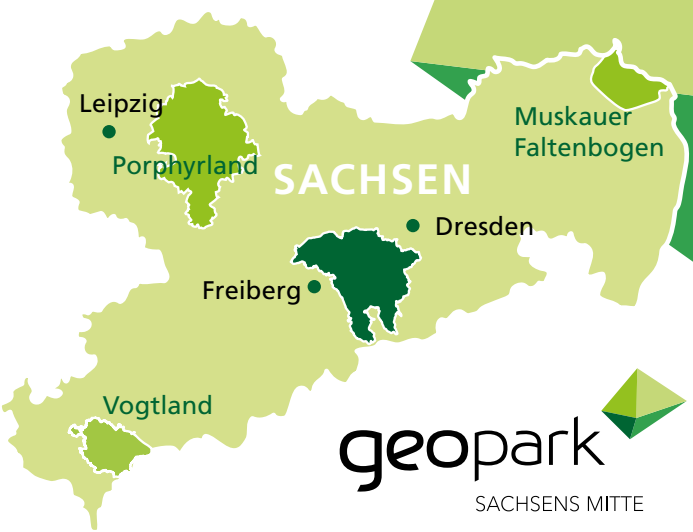 Leipzig
Porphyrland
SACHSEN
Muskauer
Faltenbogen
Dresden
Freiberg
Vogtland
geopark
SACHSENS MITTE